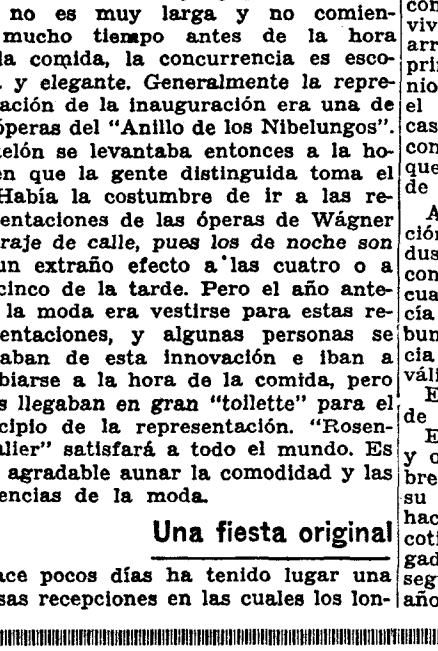 no es muy larga y no comien-
mucho tiempo antes de la hora
la comida, la concurrencia es esco-
y elegante. Generalmente la repre-
ación de la inauguración era una de
óperas del "Anillo de los Nibelungos".
telón se levantaba entonces a la ho-
en que la gente distinguida toma el
Había la costumbre de ir a las re-
entaciones de las óperas de Wágner
raje de calle, pues los de noche son
un extraño efecto a las cuatro o a
cinco de la tarde. Pero el año ante-
la moda era vestirse para estas re-
entaciones, y algunas personas se
aban de esta innovación e iban a
biarse a la hora de la comida, pero
s llegaban en gran "toilette" para el
cipio de la representación. "Rosen-
alier" satisfará a todo el mundo. Es
agradable aunar la comodidad y las
encias de la moda.
Una fiesta original
ace pocos días ha tenido lugar una
sas recepciones en las cuales los lon-
con
viv
arr
prin
nio
el
cas
con
que
de
A
ción
dus
con
cua
cía
bun
cia
váli
E
de
E
y o
bre
su
hac
coti
gad
seg
año